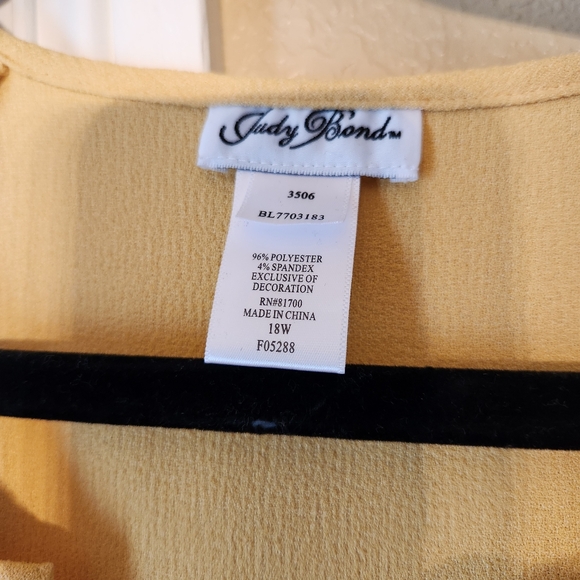 Judy Bond™
3506
BL7703183
96% POLYESTER
4% SPANDEX
EXCLUSIVE OF
DECORATION
RN#81700
MADE IN CHINA
18W
F05288